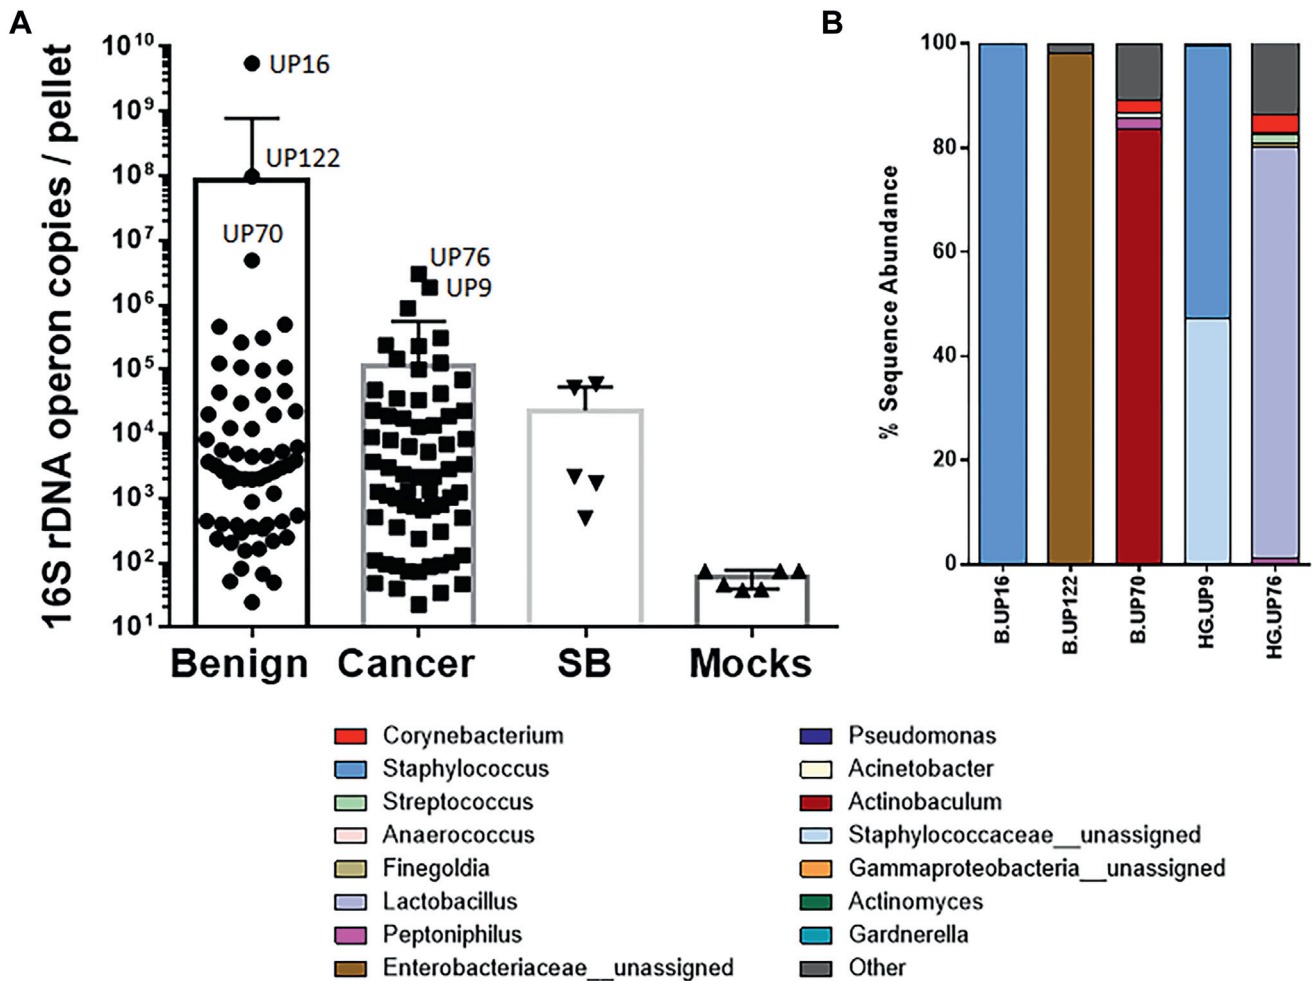 A
B
16S rDNA operon copies / pellet
10^10
10^9
10^8
10^7
10^6
10^5
10^4
10^3
10^2
10^1
UP16
UP122
UP70
UP76
UP9
Benign
Cancer
SB
Mocks
% Sequence Abundance
100
80
60
40
20
0
B.UP16
B.UP122
B.UP70
HG.UP9
HG.UP76
Corynebacterium
Staphylococcus
Streptococcus
Anaerococcus
Finegoldia
Lactobacillus
Peptoniphilus
Enterobacteriaceae__unassigned
Pseudomonas
Acinetobacter
Actinobaculum
Staphylococcaceae__unassigned
Gammaproteobacteria__unassigned
Actinomyces
Gardnerella
Other